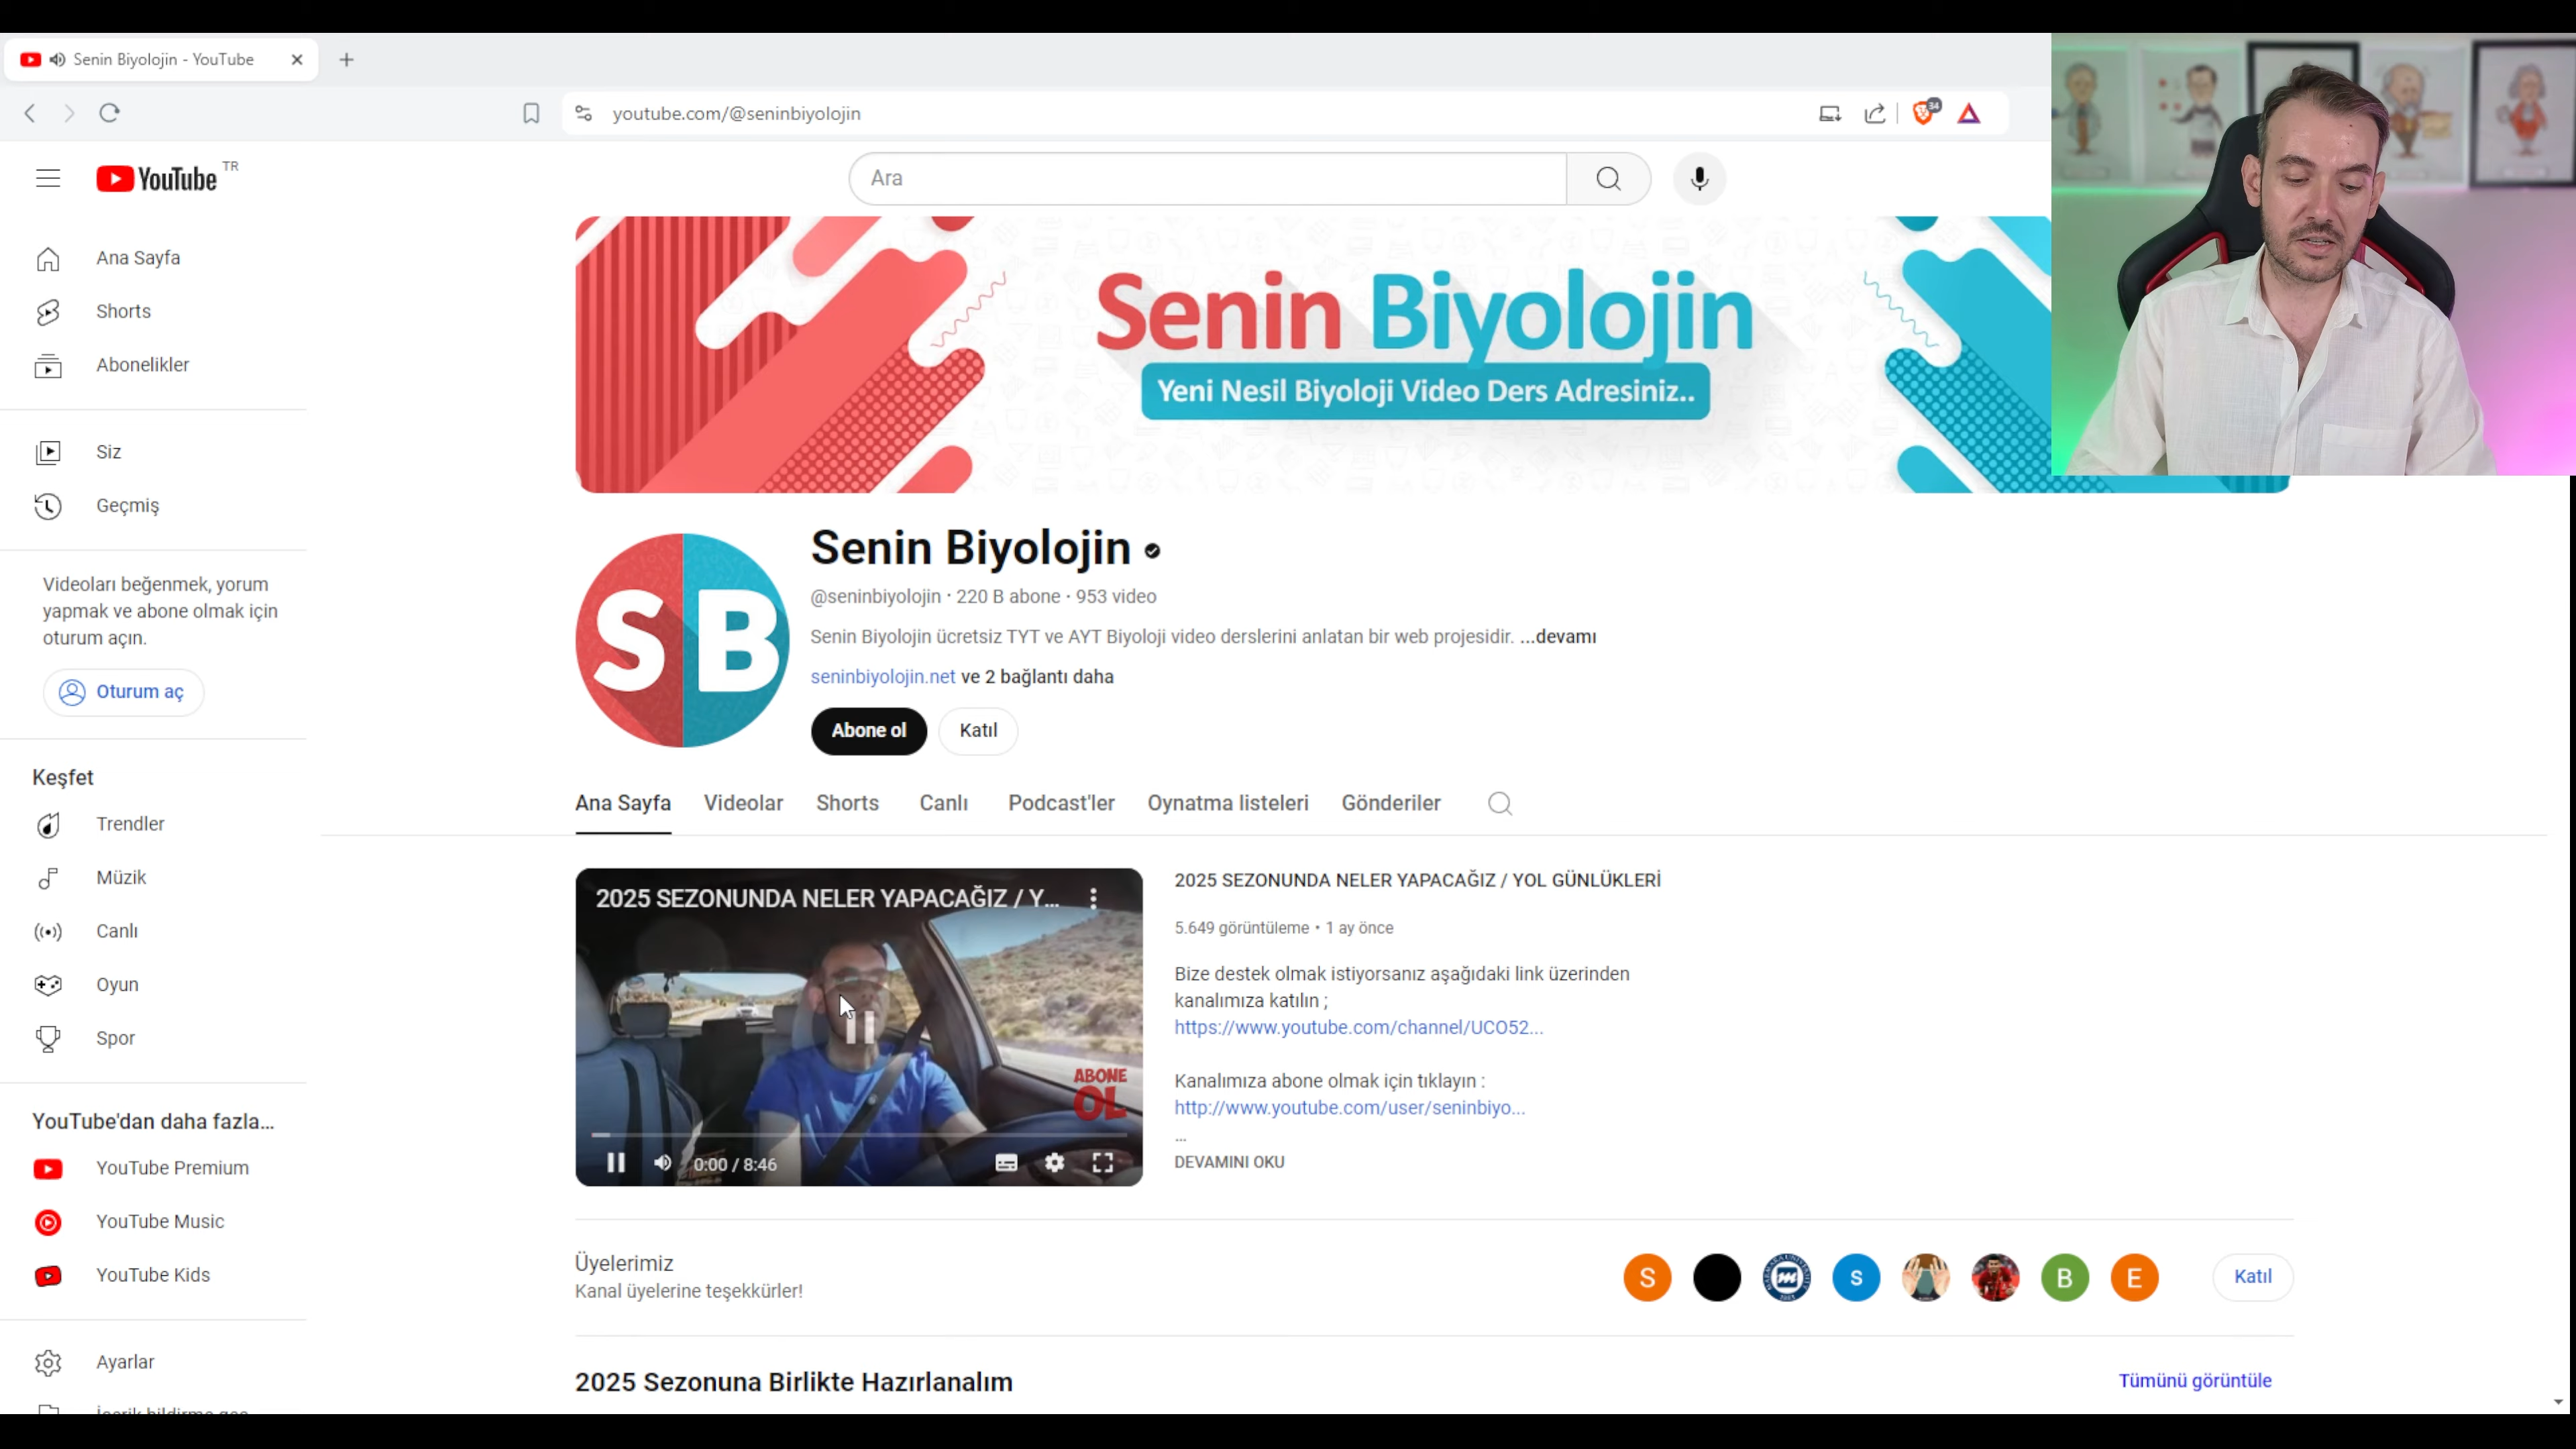 Senin Biyolojin - YouTube
youtube.com/@seninbiyolojin
34
YouTube TR
Ara
Ana Sayfa
Shorts
Abonelikler
Siz
Geçmiş
Videoları beğenmek, yorum
yapmak ve abone olmak için
oturum açın.
Oturum aç
Keşfet
Trendler
Müzik
Canlı
Oyun
Spor
YouTube'dan daha fazla...
YouTube Premium
YouTube Music
YouTube Kids
Ayarlar
Senin Biyolojin
Yeni Nesil Biyoloji Video Ders Adresiniz..
SB
Senin Biyolojin
@seninbiyolojin · 220 B abone · 953 video
Senin Biyolojin ücretsiz TYT ve AYT Biyoloji video derslerini anlatan bir web projesidir. ...devamı
seninbiyolojin.net ve 2 bağlantı daha
Abone ol
Katıl
Ana Sayfa
Videolar
Shorts
Canlı
Podcast'ler
Oynatma listeleri
Gönderiler
2025 SEZONUNDA NELER YAPACAĞIZ / Y...
ABONE
OL
0:00 / 8:46
2025 SEZONUNDA NELER YAPACAĞIZ / YOL GÜNLÜKLERİ
5.649 görüntüleme • 1 ay önce
Bize destek olmak istiyorsanız aşağıdaki link üzerinden
kanalımıza katılın ;
https://www.youtube.com/channel/UCO52...
Kanalımıza abone olmak için tıklayın :
http://www.youtube.com/user/seninbiyo...
...
DEVAMINI OKU
Üyelerimiz
Kanal üyelerine teşekkürler!
S
s
B
E
Katıl
2025 Sezonuna Birlikte Hazırlanalım
Tümünü görüntüle